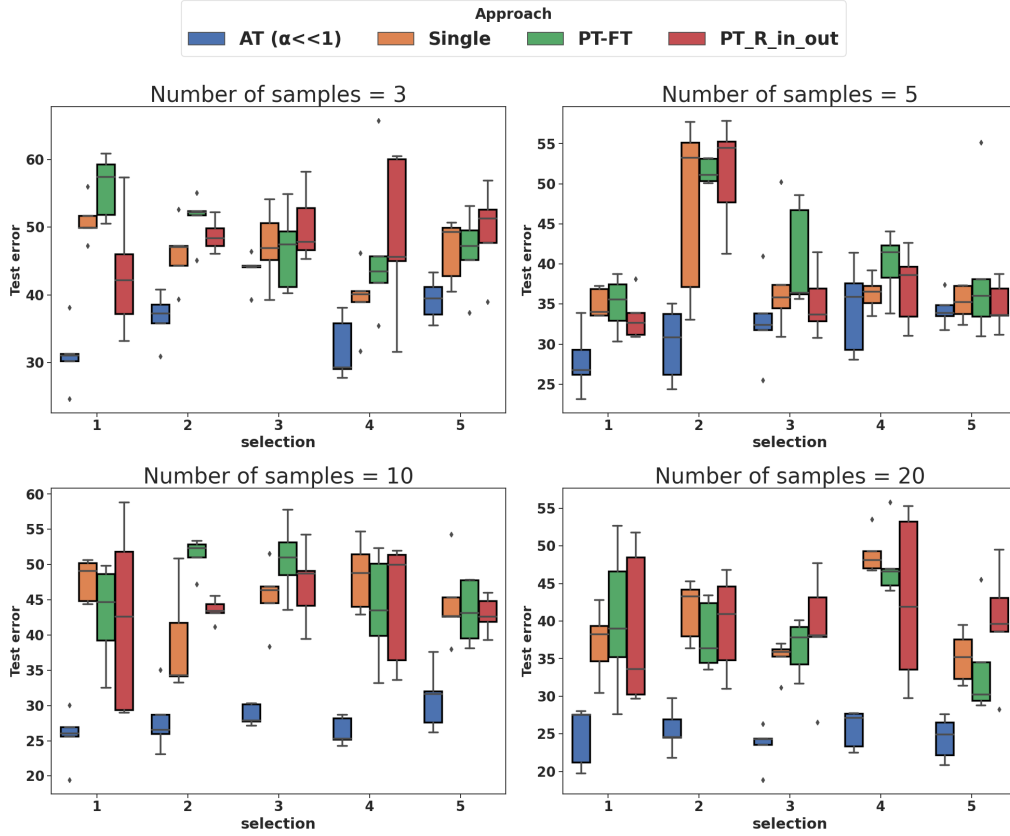 Approach
AT (α<<1) Single PT-FT PT_R_in_out
Number of samples = 3
Test error
60
50
40
30
1 2 3 4 5
selection
Number of samples = 5
Test error
55
50
45
40
35
30
25
1 2 3 4 5
selection
Number of samples = 10
Test error
60
55
50
45
40
35
30
25
20
1 2 3 4 5
selection
Number of samples = 20
Test error
55
50
45
40
35
30
25
20
1 2 3 4 5
selection